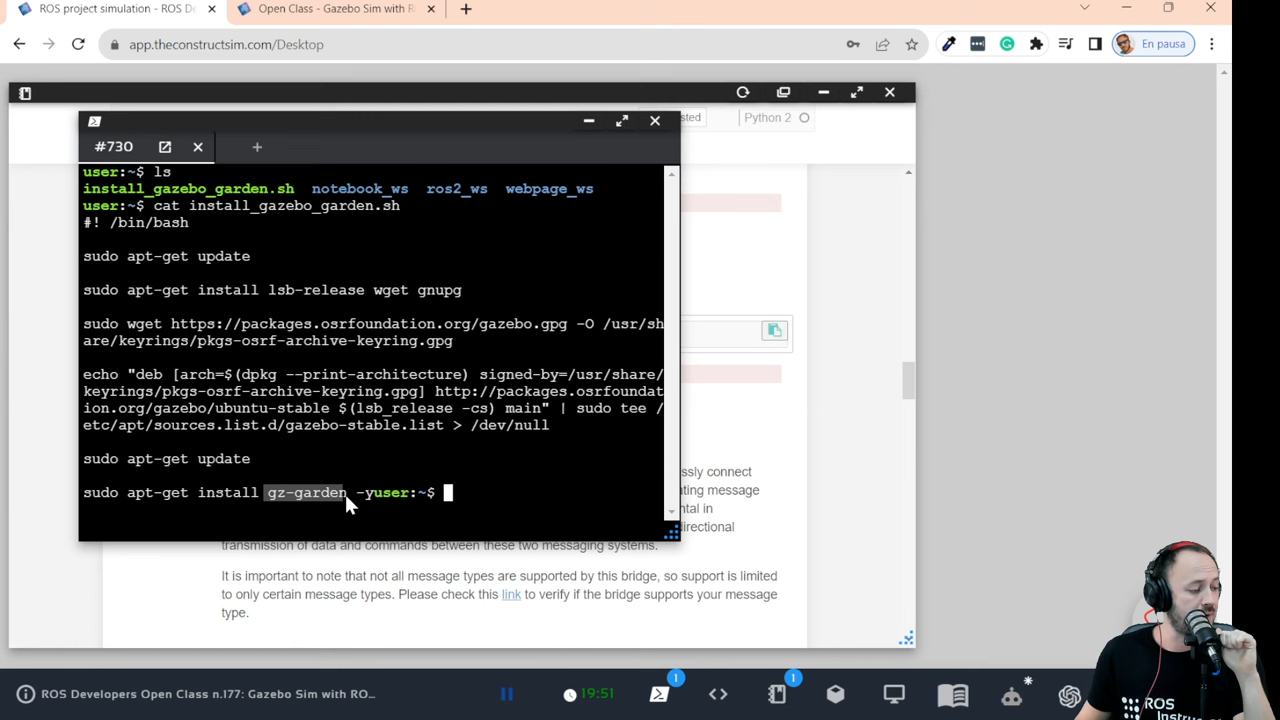 ROS project simulation - ROS De
Open Class - Gazebo Sim with R
app.theconstructsim.com/Desktop
En pausa
sted
Python 2
#730
user:~$ ls
install_gazebo_garden.sh notebook_ws ros2_ws webpage_ws
user:~$ cat install_gazebo_garden.sh
#! /bin/bash
sudo apt-get update
sudo apt-get install lsb-release wget gnupg
sudo wget https://packages.osrfoundation.org/gazebo.gpg -O /usr/sh
are/keyrings/pkgs-osrf-archive-keyring.gpg
echo "deb [arch=$(dpkg --print-architecture) signed-by=/usr/share/
keyrings/pkgs-osrf-archive-keyring.gpg] http://packages.osrfoundat
ion.org/gazebo/ubuntu-stable $(lsb_release -cs) main" | sudo tee /
etc/apt/sources.list.d/gazebo-stable.list > /dev/null
sudo apt-get update
sudo apt-get install gz-garden -yuser:~$
ssly connect
ating message
ntal in
directional
transmission of data and commands between these two messaging systems.
It is important to note that not all message types are supported by this bridge, so support is limited
to only certain message types. Please check this link to verify if the bridge supports your message
type.
ROS Developers Open Class n.177: Gazebo Sim with RO...
19:51
1
1
ROS